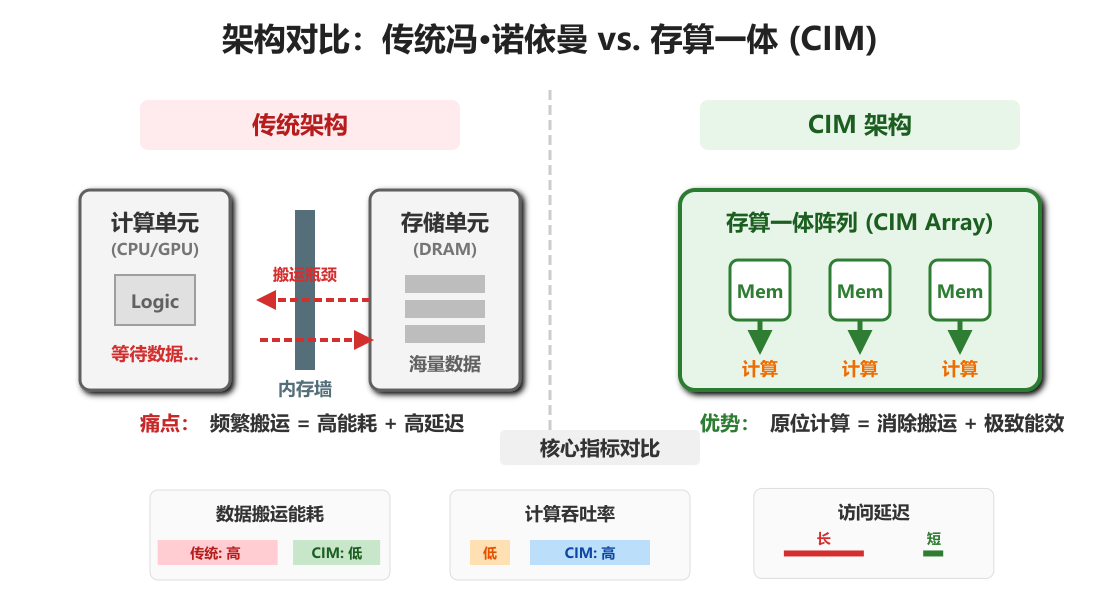 架构对比：传统冯•诺依曼 vs. 存算一体 (CIM)
传统架构
计算单元
(CPU/GPU)
Logic
等待数据...
搬运瓶颈
内存墙
存储单元
(DRAM)
海量数据
痛点： 频繁搬运 = 高能耗 + 高延迟
CIM 架构
存算一体阵列 (CIM Array)
Mem Mem Mem
计算 计算 计算
优势： 原位计算 = 消除搬运 + 极致能效
核心指标对比
数据搬运能耗
传统: 高 CIM: 低
计算吞吐率
低 CIM: 高
访问延迟
长 短